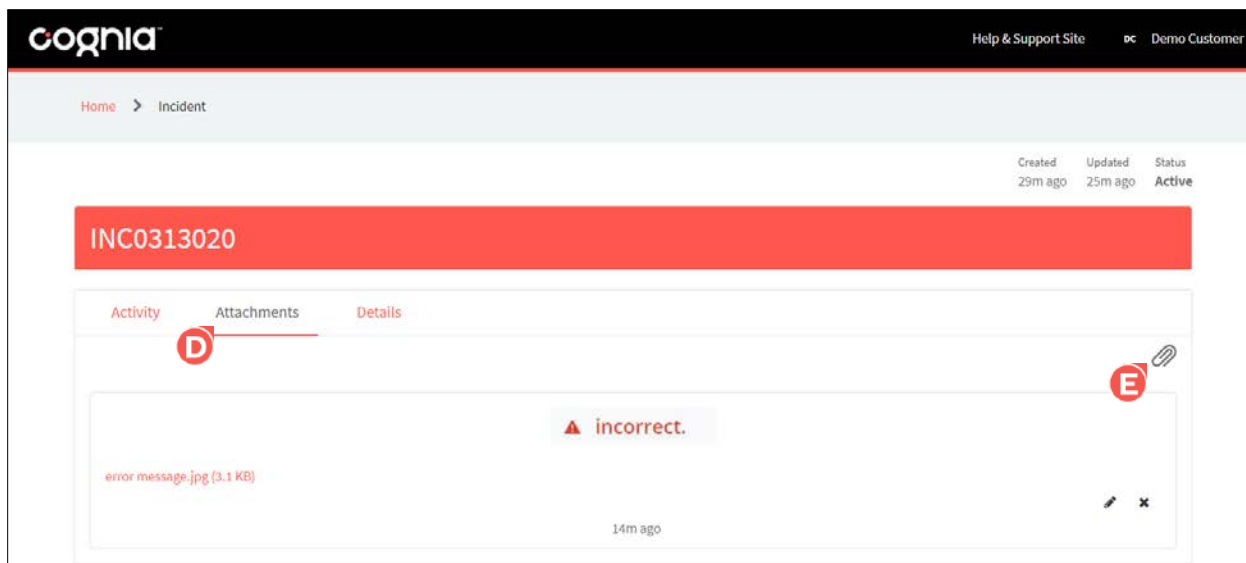 cognia™
Help & Support Site DC Demo Customer
Home > Incident
Created Updated Status
29m ago 25m ago Active
INC0313020
Activity Attachments Details
D
E
incorrect.
error message.jpg (3.1 KB)
14m ago